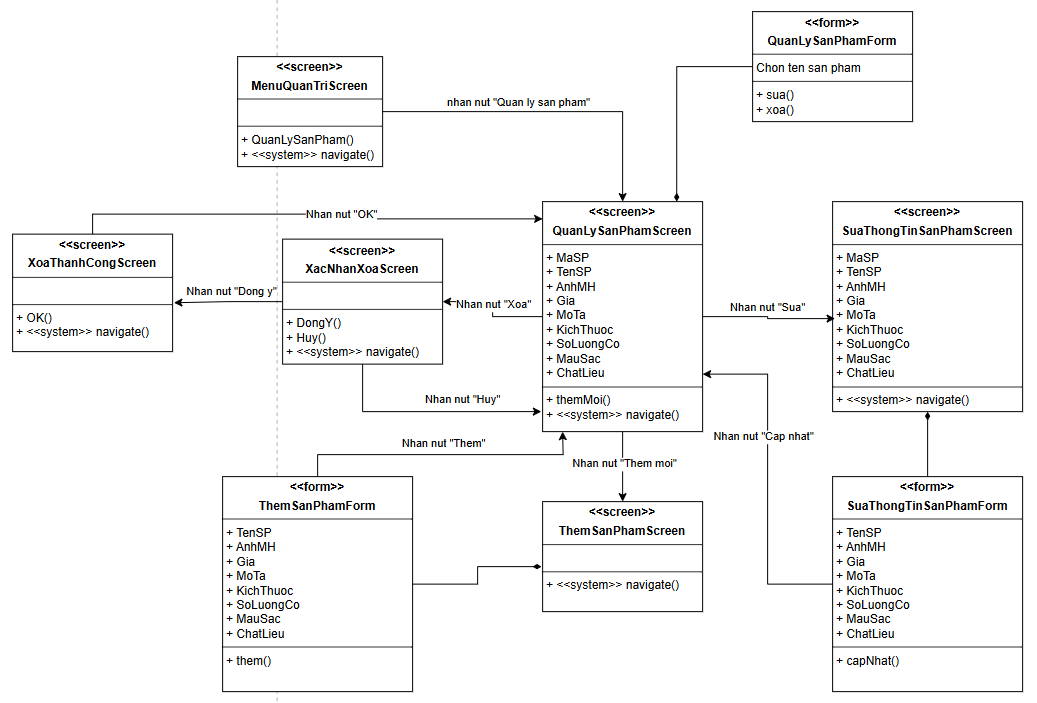 <<form>>
QuanLySanPhamForm
Chon ten san pham
+ sua()
+ xoa()
<<screen>>
MenuQuanTriScreen
+ QuanLySanPham()
+ <<system>> navigate()
nhan nut "Quan ly san pham"
Nhan nut "OK"
<<screen>>
XoaThanhCongScreen
+ OK()
+ <<system>> navigate()
Nhan nut "Dong y"
<<screen>>
XacNhanXoaScreen
+ DongY()
+ Huy()
+ <<system>> navigate()
Nhan nut "Xoa"
Nhan nut "Huy"
<<screen>>
QuanLySanPhamScreen
+ MaSP
+ TenSP
+ AnhMH
+ Gia
+ MoTa
+ KichThuoc
+ SoLuongCo
+ MauSac
+ ChatLieu
+ themMoi()
+ <<system>> navigate()
Nhan nut "Sua"
<<screen>>
SuaThongTinSanPhamScreen
+ MaSP
+ TenSP
+ AnhMH
+ Gia
+ MoTa
+ KichThuoc
+ SoLuongCo
+ MauSac
+ ChatLieu
+ <<system>> navigate()
Nhan nut "Cap nhat"
Nhan nut "Them"
Nhan nut "Them moi"
<<form>>
ThemSanPhamForm
+ TenSP
+ AnhMH
+ Gia
+ MoTa
+ KichThuoc
+ SoLuongCo
+ MauSac
+ ChatLieu
+ them()
<<screen>>
ThemSanPhamScreen
+ <<system>> navigate()
<<form>>
SuaThongTinSanPhamForm
+ TenSP
+ AnhMH
+ Gia
+ MoTa
+ KichThuoc
+ SoLuongCo
+ MauSac
+ ChatLieu
+ capNhat()